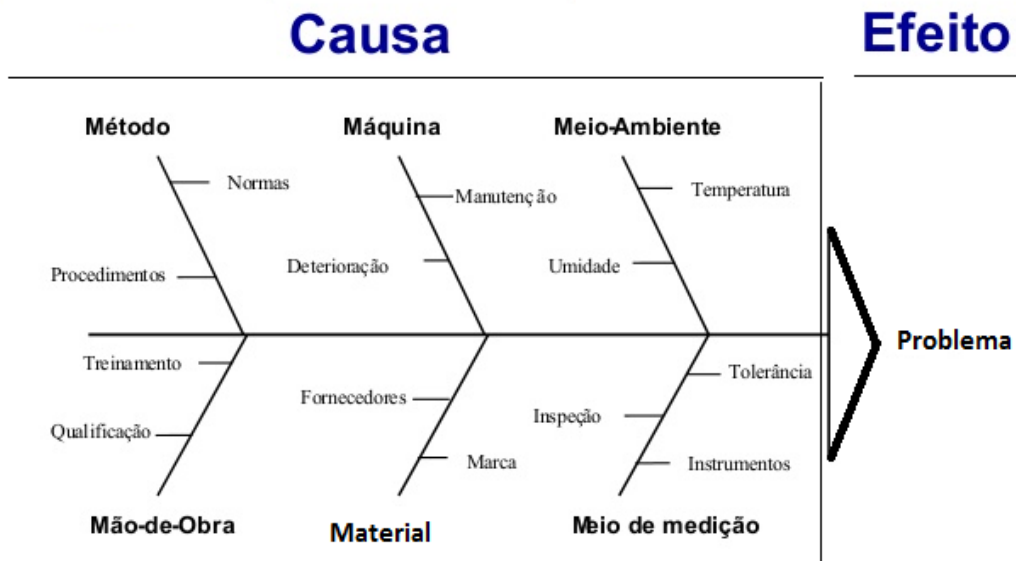 Causa
Efeito
Método
Máquina
Meio-Ambiente
Normas
Manutenção
Temperatura
Procedimentos
Deterioração
Umidade
Problema
Treinamento
Fornecedores
Tolerância
Qualificação
Inspeção
Marca
Instrumentos
Mão-de-Obra
Material
Meio de medição